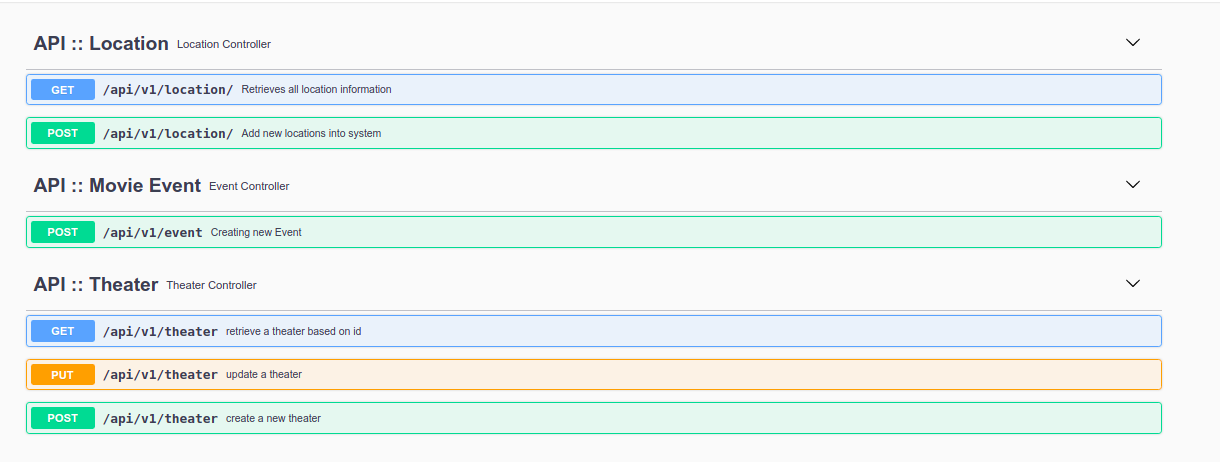 API :: Location Location Controller
GET /api/v1/location/ Retrieves all location information
POST /api/v1/location/ Add new locations into system
API :: Movie Event Event Controller
POST /api/v1/event Creating new Event
API :: Theater Theater Controller
GET /api/v1/theater retrieve a theater based on id
PUT /api/v1/theater update a theater
POST /api/v1/theater create a new theater